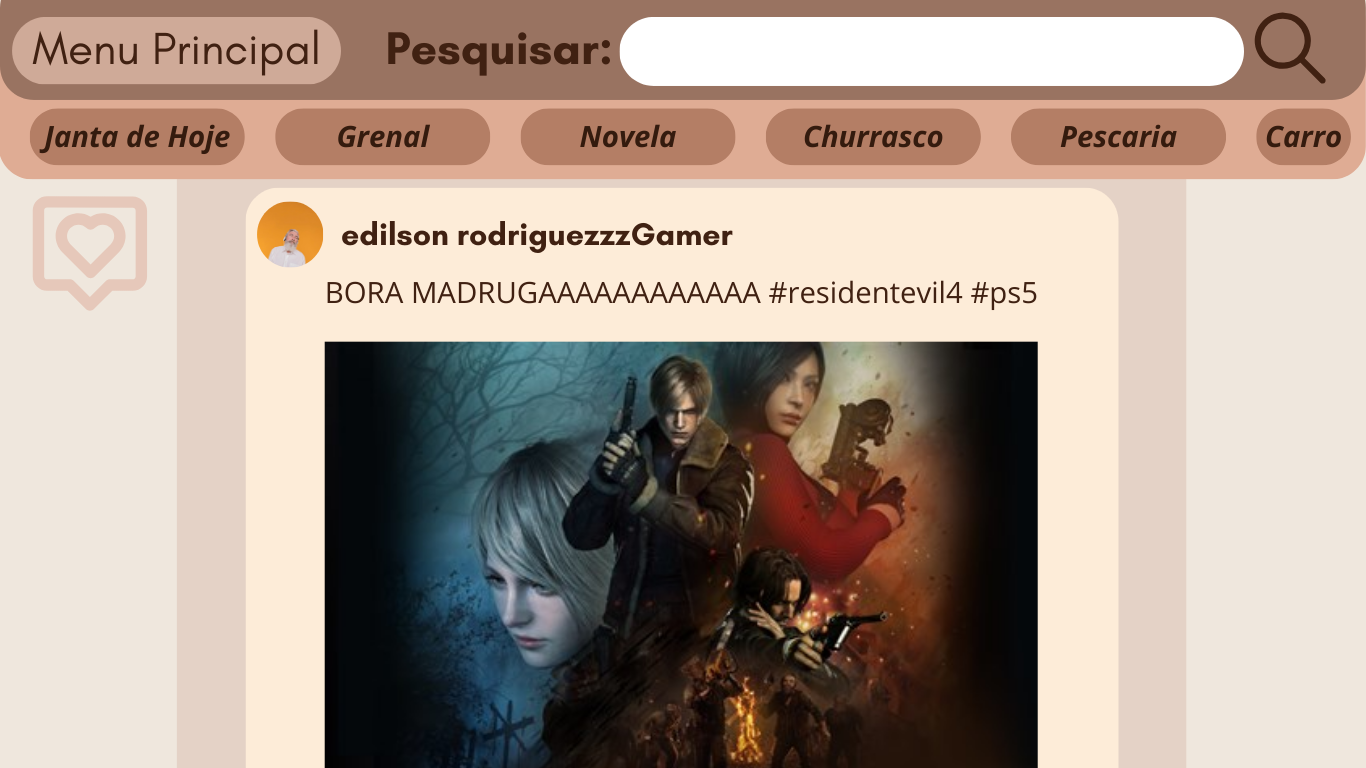 Menu Principal
Pesquisar:
Janta de Hoje
Grenal
Novela
Churrasco
Pescaria
Carro
edilson rodriguezzzGamer
BORA MADRUGAAAAAAAAAAAA #residentevil4 #ps5